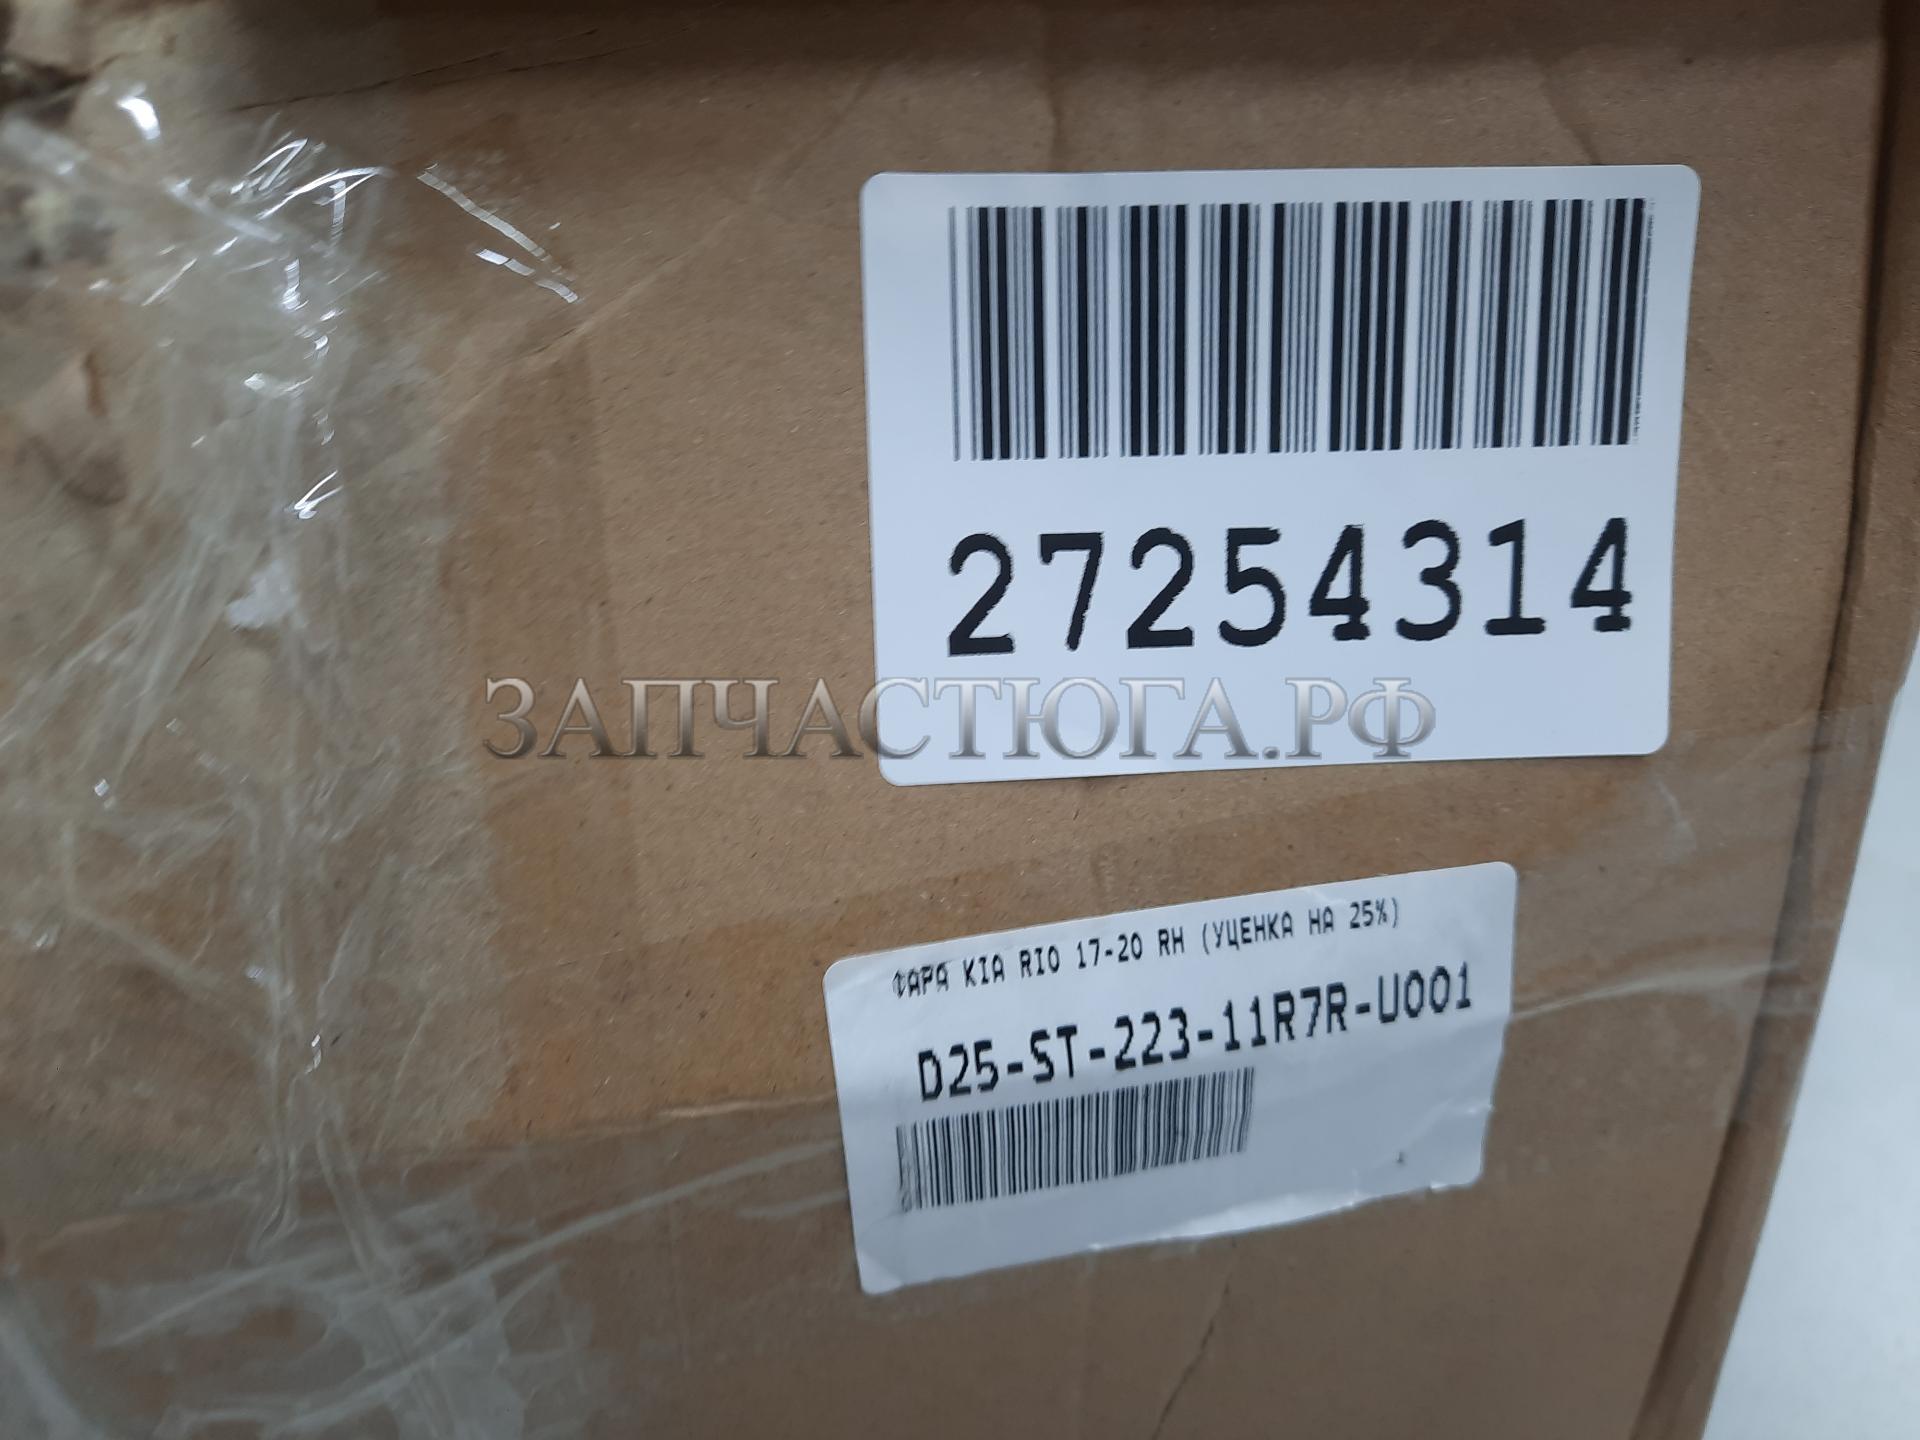 27254314
ЗАПЧАСТЮГА.РФ
ФАРА KIA RIO 17-20 RH (УЦЕНКА НА 25%)
D25-ST-223-11R7R-U001